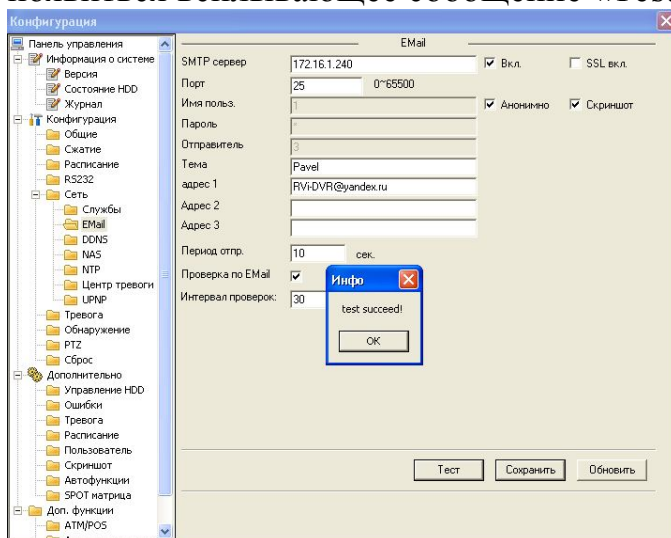 Конфигурация
Панель управления
Информация о системе
Версия
Состояние HDD
Журнал
Конфигурация
Общие
Сжатие
Расписание
RS232
Сеть
Службы
EMail
DDNS
NAS
NTP
Центр тревоги
UPNP
Тревога
Обнаружение
PTZ
Сброс
Дополнительно
Управление HDD
Ошибки
Тревога
Расписание
Пользователь
Скриншот
Автофункции
SPOT матрица
Доп. функции
ATM/POS
EMail
SMTP сервер 172.16.1.240 Вкл. SSL вкл.
Порт 25 0~65500
Имя польз. 1 Анонимно Скриншот
Пароль *
Отправитель 3
Тема Pavel
адрес 1 RVi-DVR@yandex.ru
Адрес 2
Адрес 3
Период отпр. 10 сек.
Проверка по EMail
Интервал проверок: 30
Инфо
test succeed!
OK
Тест Сохранить Обновить